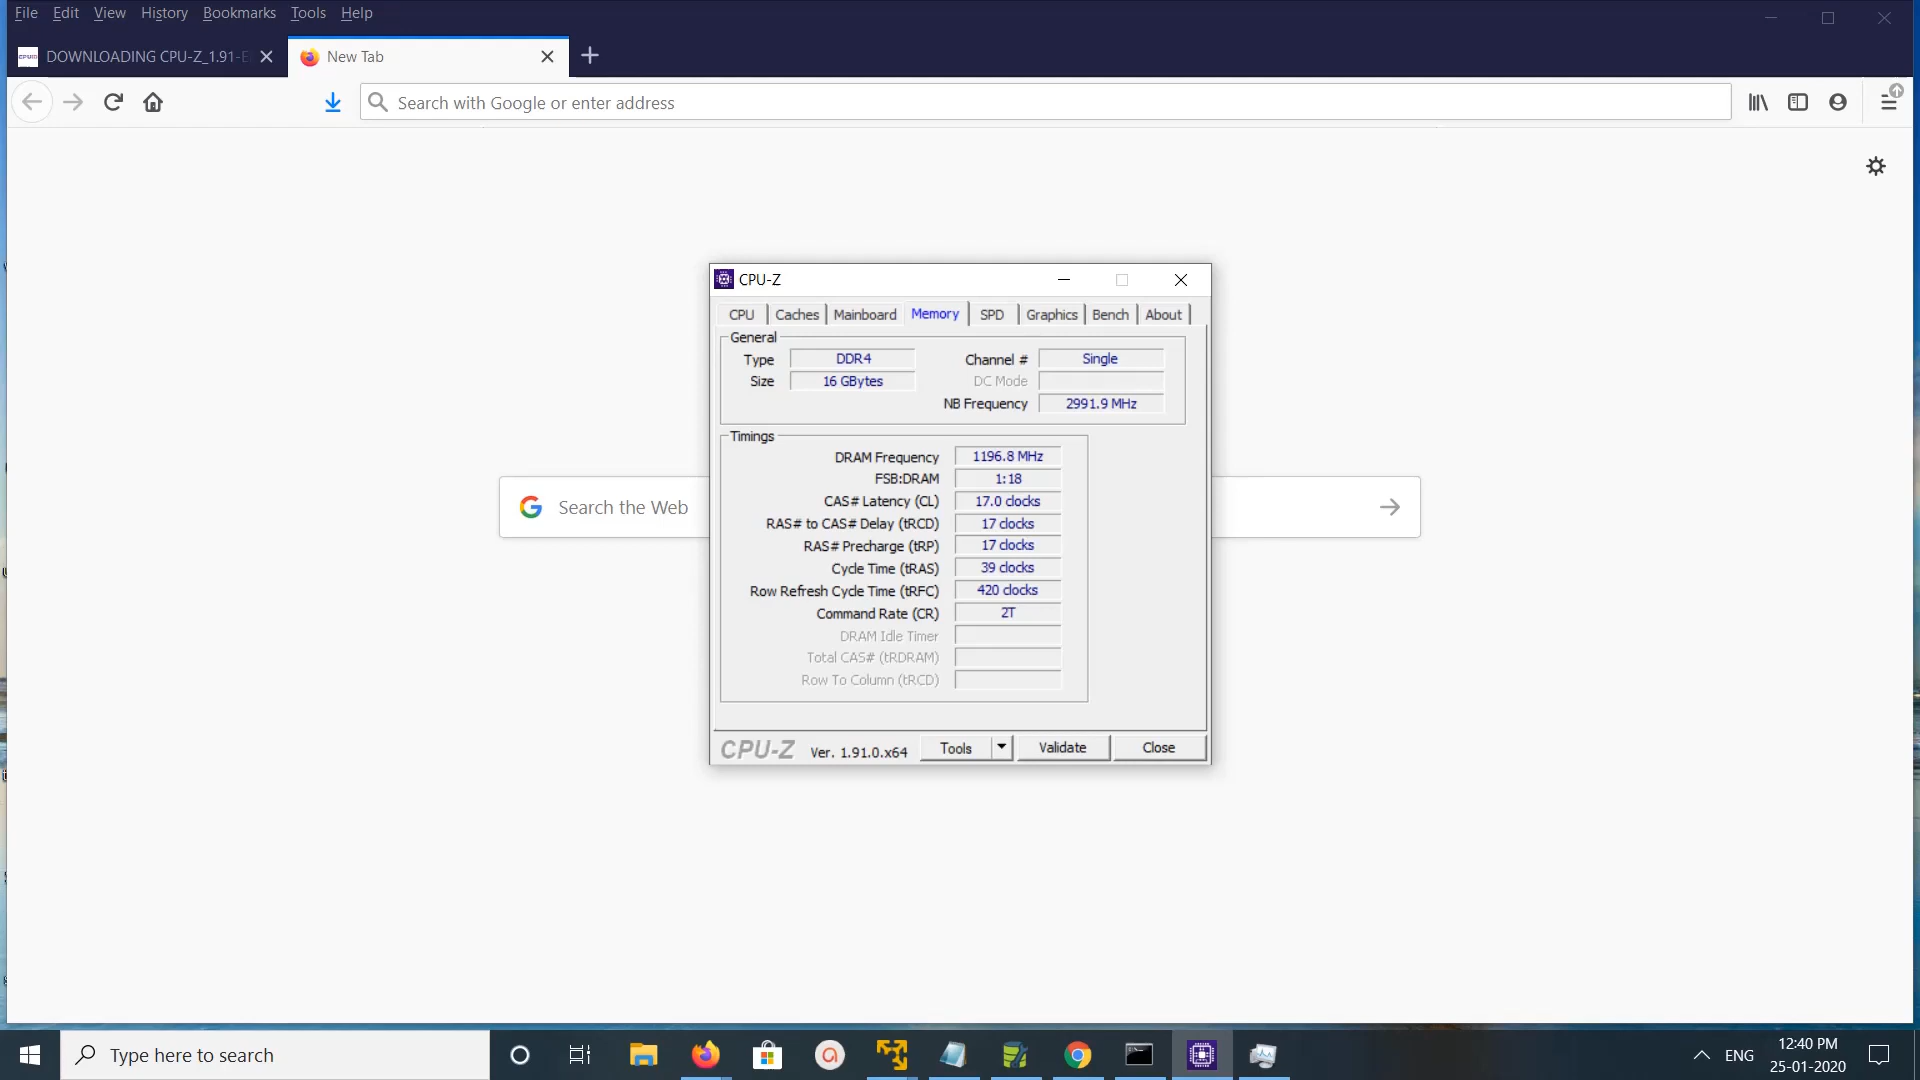 File Edit View History Bookmarks Tools Help
DOWNLOADING CPU-Z_1.91-E
New Tab
Search with Google or enter address
CPU-Z
CPU Caches Mainboard Memory SPD Graphics Bench About
General
Type DDR4 Channel # Single
Size 16 GBytes DC Mode
NB Frequency 2991.9 MHz
Timings
DRAM Frequency 1196.8 MHz
FSB:DRAM 1:18
CAS# Latency (CL) 17.0 clocks
RAS# to CAS# Delay (tRCD) 17 clocks
RAS# Precharge (tRP) 17 clocks
Cycle Time (tRAS) 39 clocks
Row Refresh Cycle Time (tRFC) 420 clocks
Command Rate (CR) 2T
DRAM Idle Timer
Total CAS# (tRDRAM)
Row To Column (tRCD)
CPU-Z Ver. 1.91.0.x64 Tools Validate Close
Search the Web
Type here to search
ENG
12:40 PM
25-01-2020